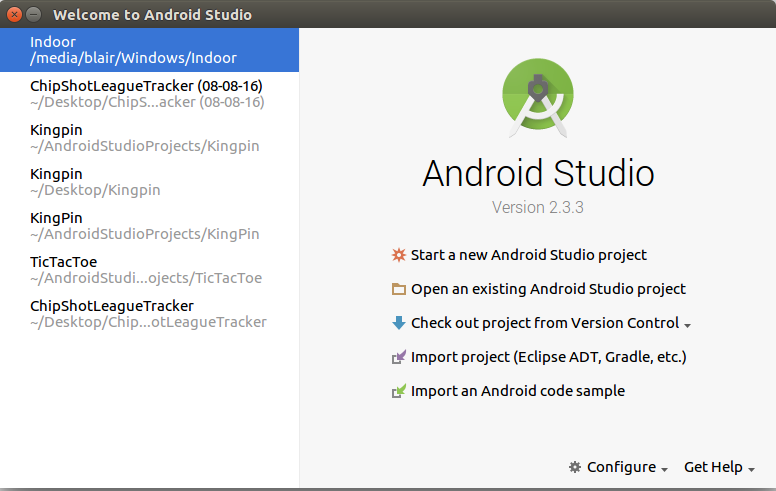 Welcome to Android Studio
Indoor
/media/blair/Windows/Indoor
ChipShotLeagueTracker (08-08-16)
~/Desktop/ChipS...acker (08-08-16)
Kingpin
~/AndroidStudioProjects/Kingpin
Kingpin
~/Desktop/Kingpin
KingPin
~/AndroidStudioProjects/KingPin
TicTacToe
~/AndroidStudi...ojects/TicTacToe
ChipShotLeagueTracker
~/Desktop/Chip...otLeagueTracker
Android Studio
Version 2.3.3
Start a new Android Studio project
Open an existing Android Studio project
Check out project from Version Control
Import project (Eclipse ADT, Gradle, etc.)
Import an Android code sample
Configure Get Help